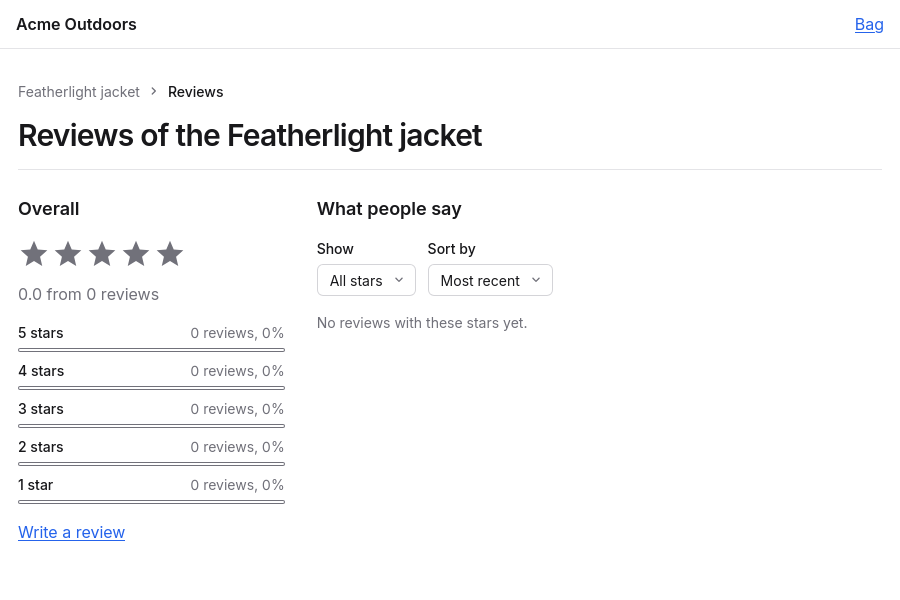 Acme Outdoors
Bag
Featherlight jacket > Reviews
Reviews of the Featherlight jacket
Overall
0.0 from 0 reviews
5 stars 0 reviews, 0%
4 stars 0 reviews, 0%
3 stars 0 reviews, 0%
2 stars 0 reviews, 0%
1 star 0 reviews, 0%
Write a review
What people say
Show
All stars
Sort by
Most recent
No reviews with these stars yet.